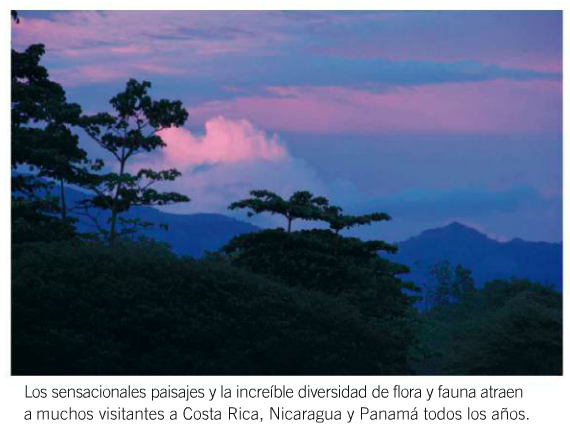 Los sensacionales paisajes y la increíble diversidad de flora y fauna atraen
a muchos visitantes a Costa Rica, Nicaragua y Panamá todos los años.